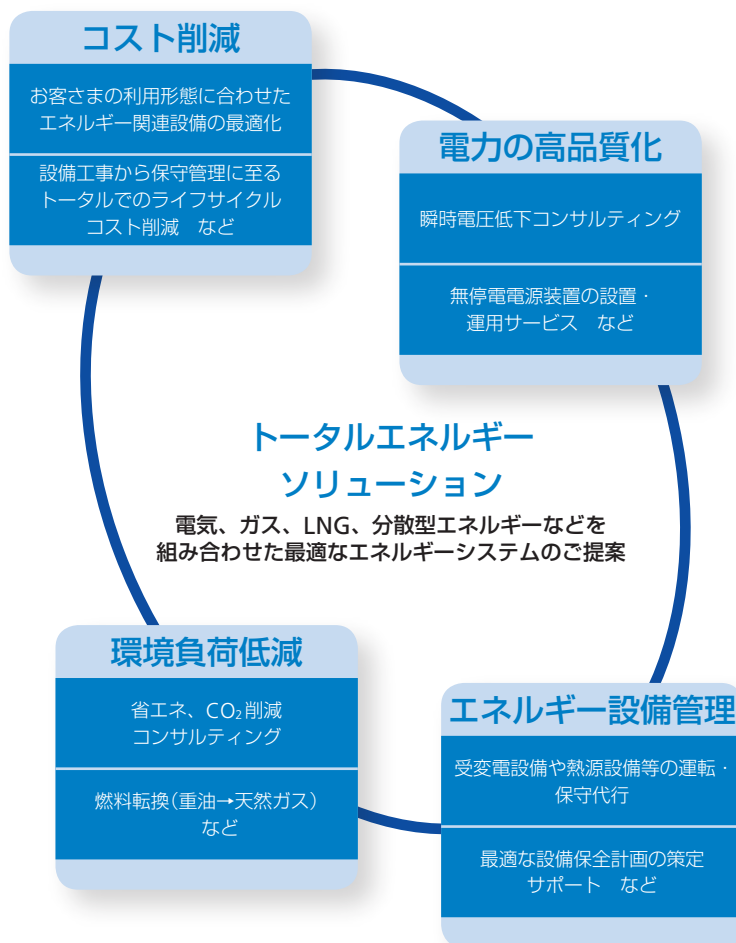 コスト削減
お客さまの利用形態に合わせた
エネルギー関連設備の最適化
設備工事から保守管理に至る
トータルでのライフサイクル
コスト削減　など
電力の高品質化
瞬時電圧低下コンサルティング
無停電電源装置の設置・
運用サービス　など
トータルエネルギー
ソリューション
電気、ガス、LNG、分散型エネルギーなどを
組み合わせた最適なエネルギーシステムのご提案
環境負荷低減
省エネ、CO₂削減
コンサルティング
燃料転換(重油→天然ガス)
など
エネルギー設備管理
受変電設備や熱源設備等の運転・
保守代行
最適な設備保全計画の策定
サポート　など